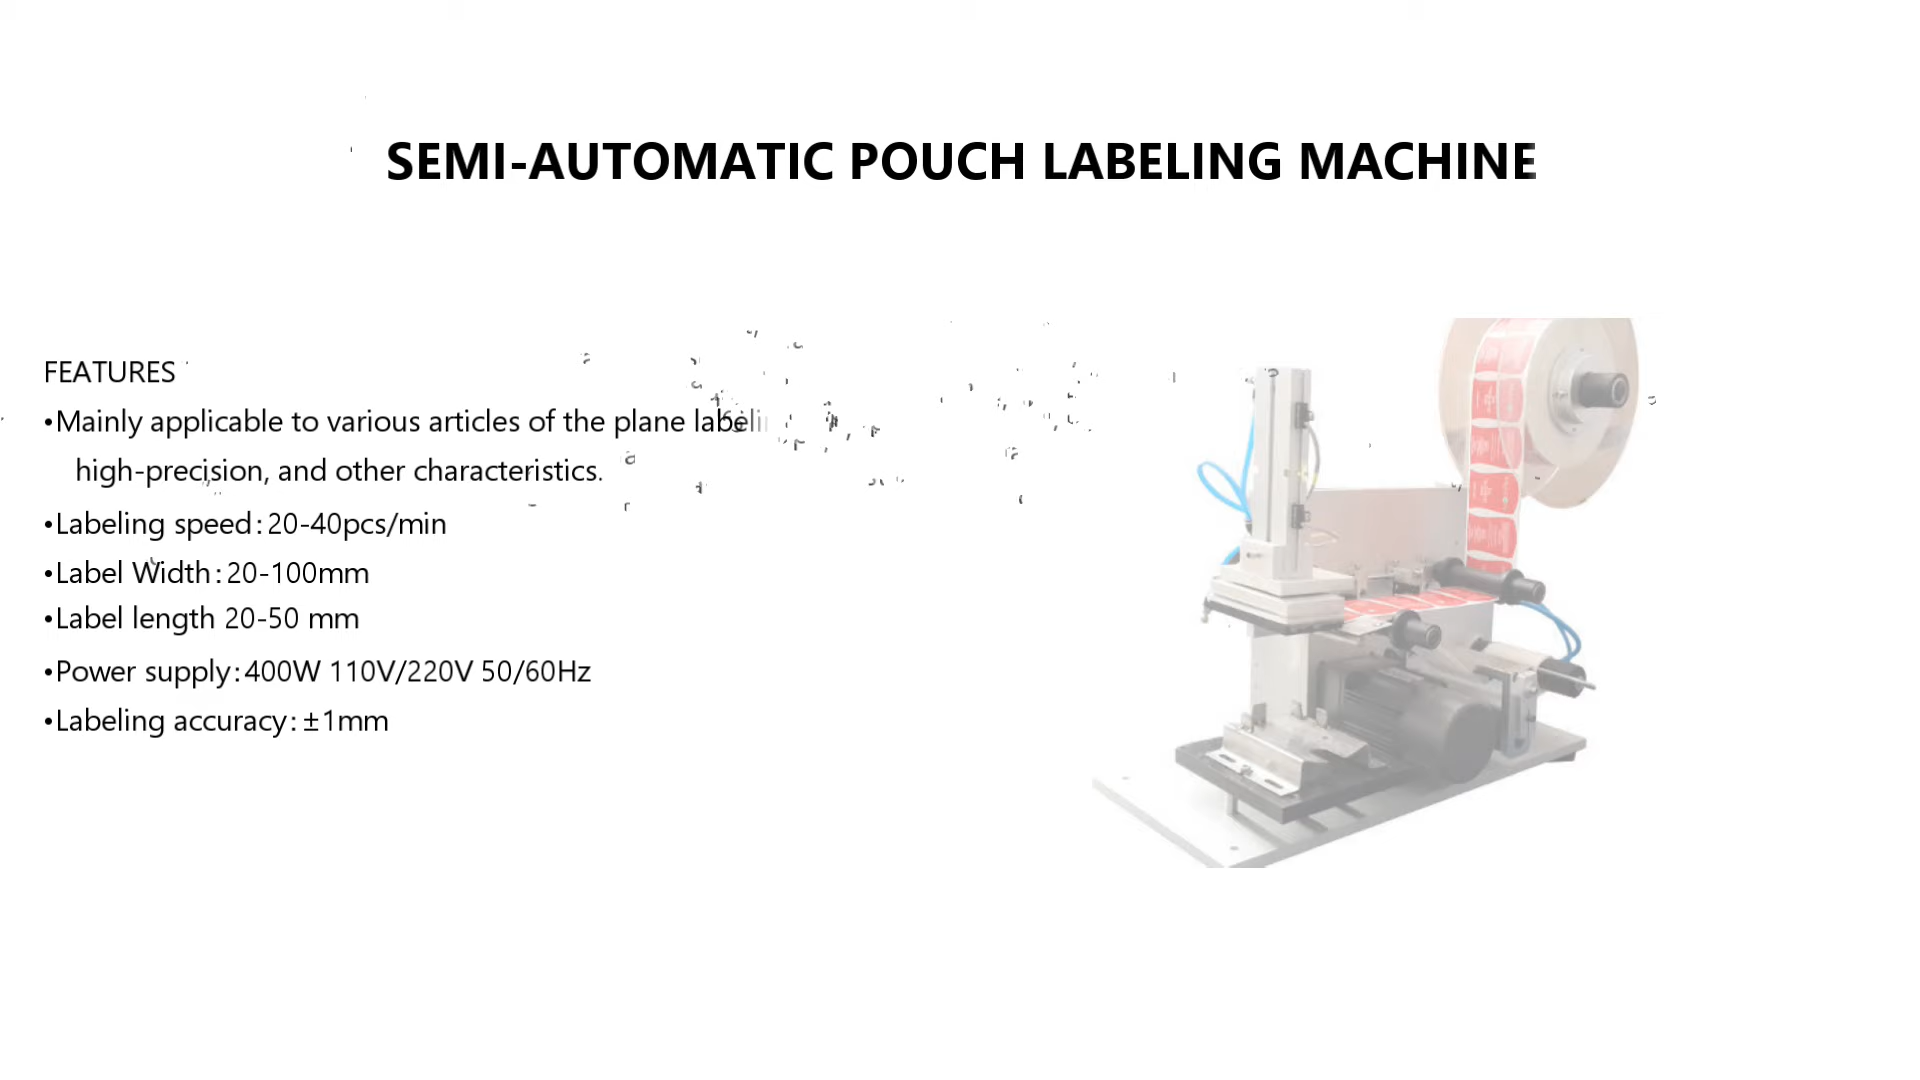 SEMI-AUTOMATIC POUCH LABELING MACHINE
FEATURES
•Mainly applicable to various articles of the plane
high-precision, and other characteristics.
•Labeling speed:20-40pcs/min
•Label Width:20-100mm
•Label length 20-50 mm
•Power supply:400W 110V/220V 50/60Hz
•Labeling accuracy:±1mm